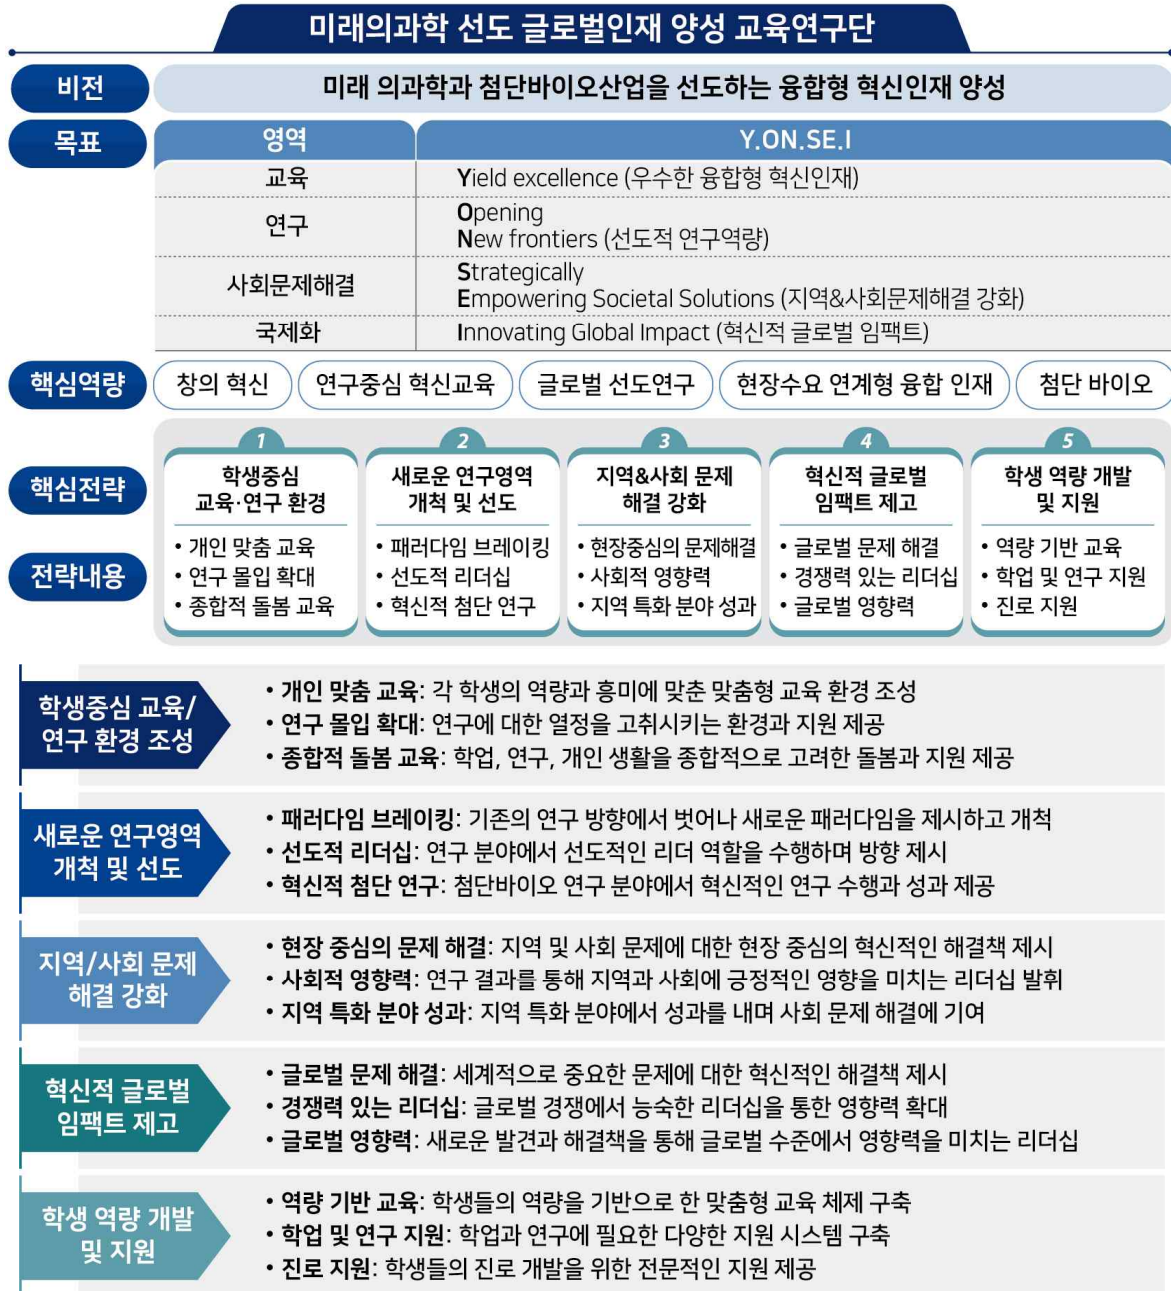 미래의과학 선도 글로벌인재 양성 교육연구단
비전
미래 의과학과 첨단바이오산업을 선도하는 융합형 혁신인재 양성
목표
영역
Y.ON.SE.I
교육
Yield excellence (우수한 융합형 혁신인재)
연구
Opening
New frontiers (선도적 연구역량)
사회문제해결
Strategically
Empowering Societal Solutions (지역&사회문제해결 강화)
국제화
Innovating Global Impact (혁신적 글로벌 임팩트)
핵심역량
창의 혁신
연구중심 혁신교육
글로벌 선도연구
현장수요 연계형 융합 인재
첨단 바이오
핵심전략
전략내용
1
학생중심
교육·연구 환경
• 개인 맞춤 교육
• 연구 몰입 확대
• 종합적 돌봄 교육
2
새로운 연구영역
개척 및 선도
• 패러다임 브레이킹
• 선도적 리더십
• 혁신적 첨단 연구
3
지역&사회 문제
해결 강화
• 현장중심의 문제해결
• 사회적 영향력
• 지역 특화 분야 성과
4
혁신적 글로벌
임팩트 제고
• 글로벌 문제 해결
• 경쟁력 있는 리더십
• 글로벌 영향력
5
학생 역량 개발
및 지원
• 역량 기반 교육
• 학업 및 연구 지원
• 진로 지원
학생중심 교육/
연구 환경 조성
• 개인 맞춤 교육: 각 학생의 역량과 흥미에 맞춘 맞춤형 교육 환경 조성
• 연구 몰입 확대: 연구에 대한 열정을 고취시키는 환경과 지원 제공
• 종합적 돌봄 교육: 학업, 연구, 개인 생활을 종합적으로 고려한 돌봄과 지원 제공
새로운 연구영역
개척 및 선도
• 패러다임 브레이킹: 기존의 연구 방향에서 벗어나 새로운 패러다임을 제시하고 개척
• 선도적 리더십: 연구 분야에서 선도적인 리더 역할을 수행하며 방향 제시
• 혁신적 첨단 연구: 첨단바이오 연구 분야에서 혁신적인 연구 수행과 성과 제공
지역/사회 문제
해결 강화
• 현장 중심의 문제 해결: 지역 및 사회 문제에 대한 현장 중심의 혁신적인 해결책 제시
• 사회적 영향력: 연구 결과를 통해 지역과 사회에 긍정적인 영향을 미치는 리더십 발휘
• 지역 특화 분야 성과: 지역 특화 분야에서 성과를 내며 사회 문제 해결에 기여
혁신적 글로벌
임팩트 제고
• 글로벌 문제 해결: 세계적으로 중요한 문제에 대한 혁신적인 해결책 제시
• 경쟁력 있는 리더십: 글로벌 경쟁에서 능숙한 리더십을 통한 영향력 확대
• 글로벌 영향력: 새로운 발견과 해결책을 통해 글로벌 수준에서 영향력을 미치는 리더십
학생 역량 개발
및 지원
• 역량 기반 교육: 학생들의 역량을 기반으로 한 맞춤형 교육 체제 구축
• 학업 및 연구 지원: 학업과 연구에 필요한 다양한 지원 시스템 구축
• 진로 지원: 학생들의 진로 개발을 위한 전문적인 지원 제공